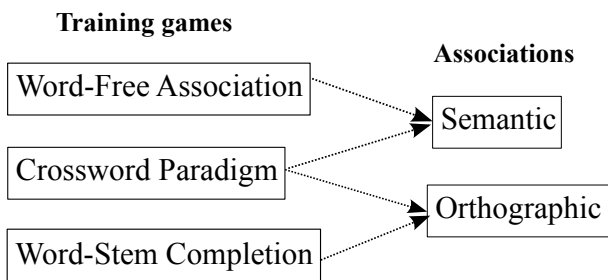 Training games
Associations
Word-Free Association
Semantic
Crossword Paradigm
Orthographic
Word-Stem Completion